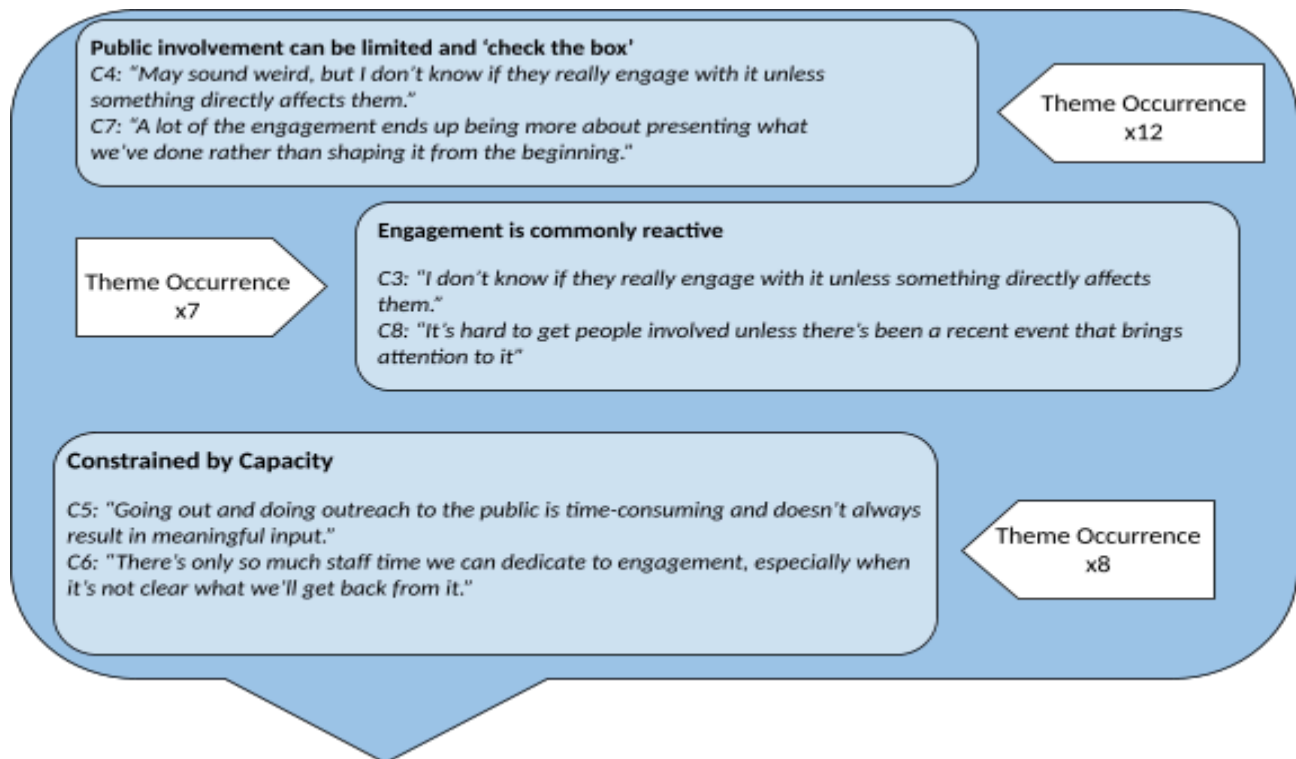 Public involvement can be limited and ‘check the box’
C4: “May sound weird, but I don’t know if they really engage with it unless
something directly affects them.”
C7: “A lot of the engagement ends up being more about presenting what
we’ve done rather than shaping it from the beginning."
Theme Occurrence
x12
Engagement is commonly reactive
C3: "I don’t know if they really engage with it unless something directly affects
them.”
C8: "It’s hard to get people involved unless there’s been a recent event that brings
attention to it"
Theme Occurrence
x7
Constrained by Capacity
C5: "Going out and doing outreach to the public is time-consuming and doesn’t always
result in meaningful input.”
C6: "There’s only so much staff time we can dedicate to engagement, especially when
it’s not clear what we’ll get back from it.”
Theme Occurrence
x8